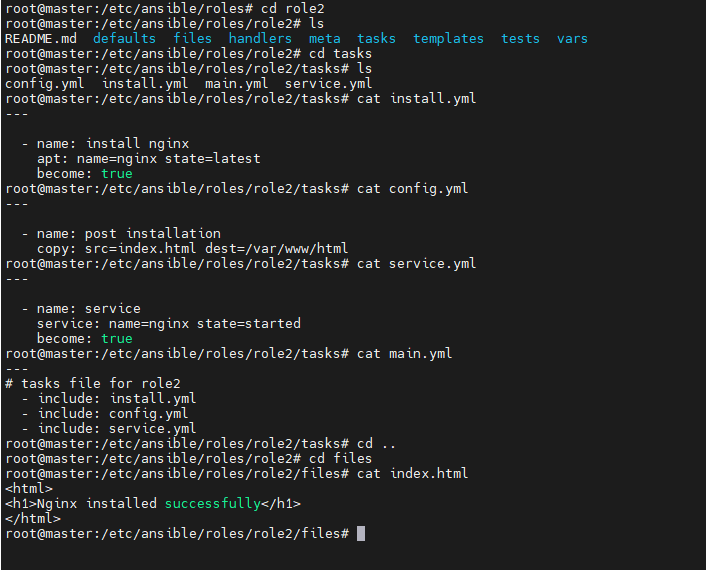 root@master:/etc/ansible/roles# cd role2
root@master:/etc/ansible/roles/role2# ls
README.md  defaults  files  handlers  meta  tasks  templates  tests  vars
root@master:/etc/ansible/roles/role2# cd tasks
root@master:/etc/ansible/roles/role2/tasks# ls
config.yml  install.yml  main.yml  service.yml
root@master:/etc/ansible/roles/role2/tasks# cat install.yml
---

  - name: install nginx
    apt: name=nginx state=latest
    become: true
root@master:/etc/ansible/roles/role2/tasks# cat config.yml
---

  - name: post installation
    copy: src=index.html dest=/var/www/html
root@master:/etc/ansible/roles/role2/tasks# cat service.yml
---

  - name: service
    service: name=nginx state=started
    become: true
root@master:/etc/ansible/roles/role2/tasks# cat main.yml
---
# tasks file for role2
  - include: install.yml
  - include: config.yml
  - include: service.yml
root@master:/etc/ansible/roles/role2/tasks# cd ..
root@master:/etc/ansible/roles/role2# cd files
root@master:/etc/ansible/roles/role2/files# cat index.html
<html>
<h1>Nginx installed successfully</h1>
</html>
root@master:/etc/ansible/roles/role2/files#